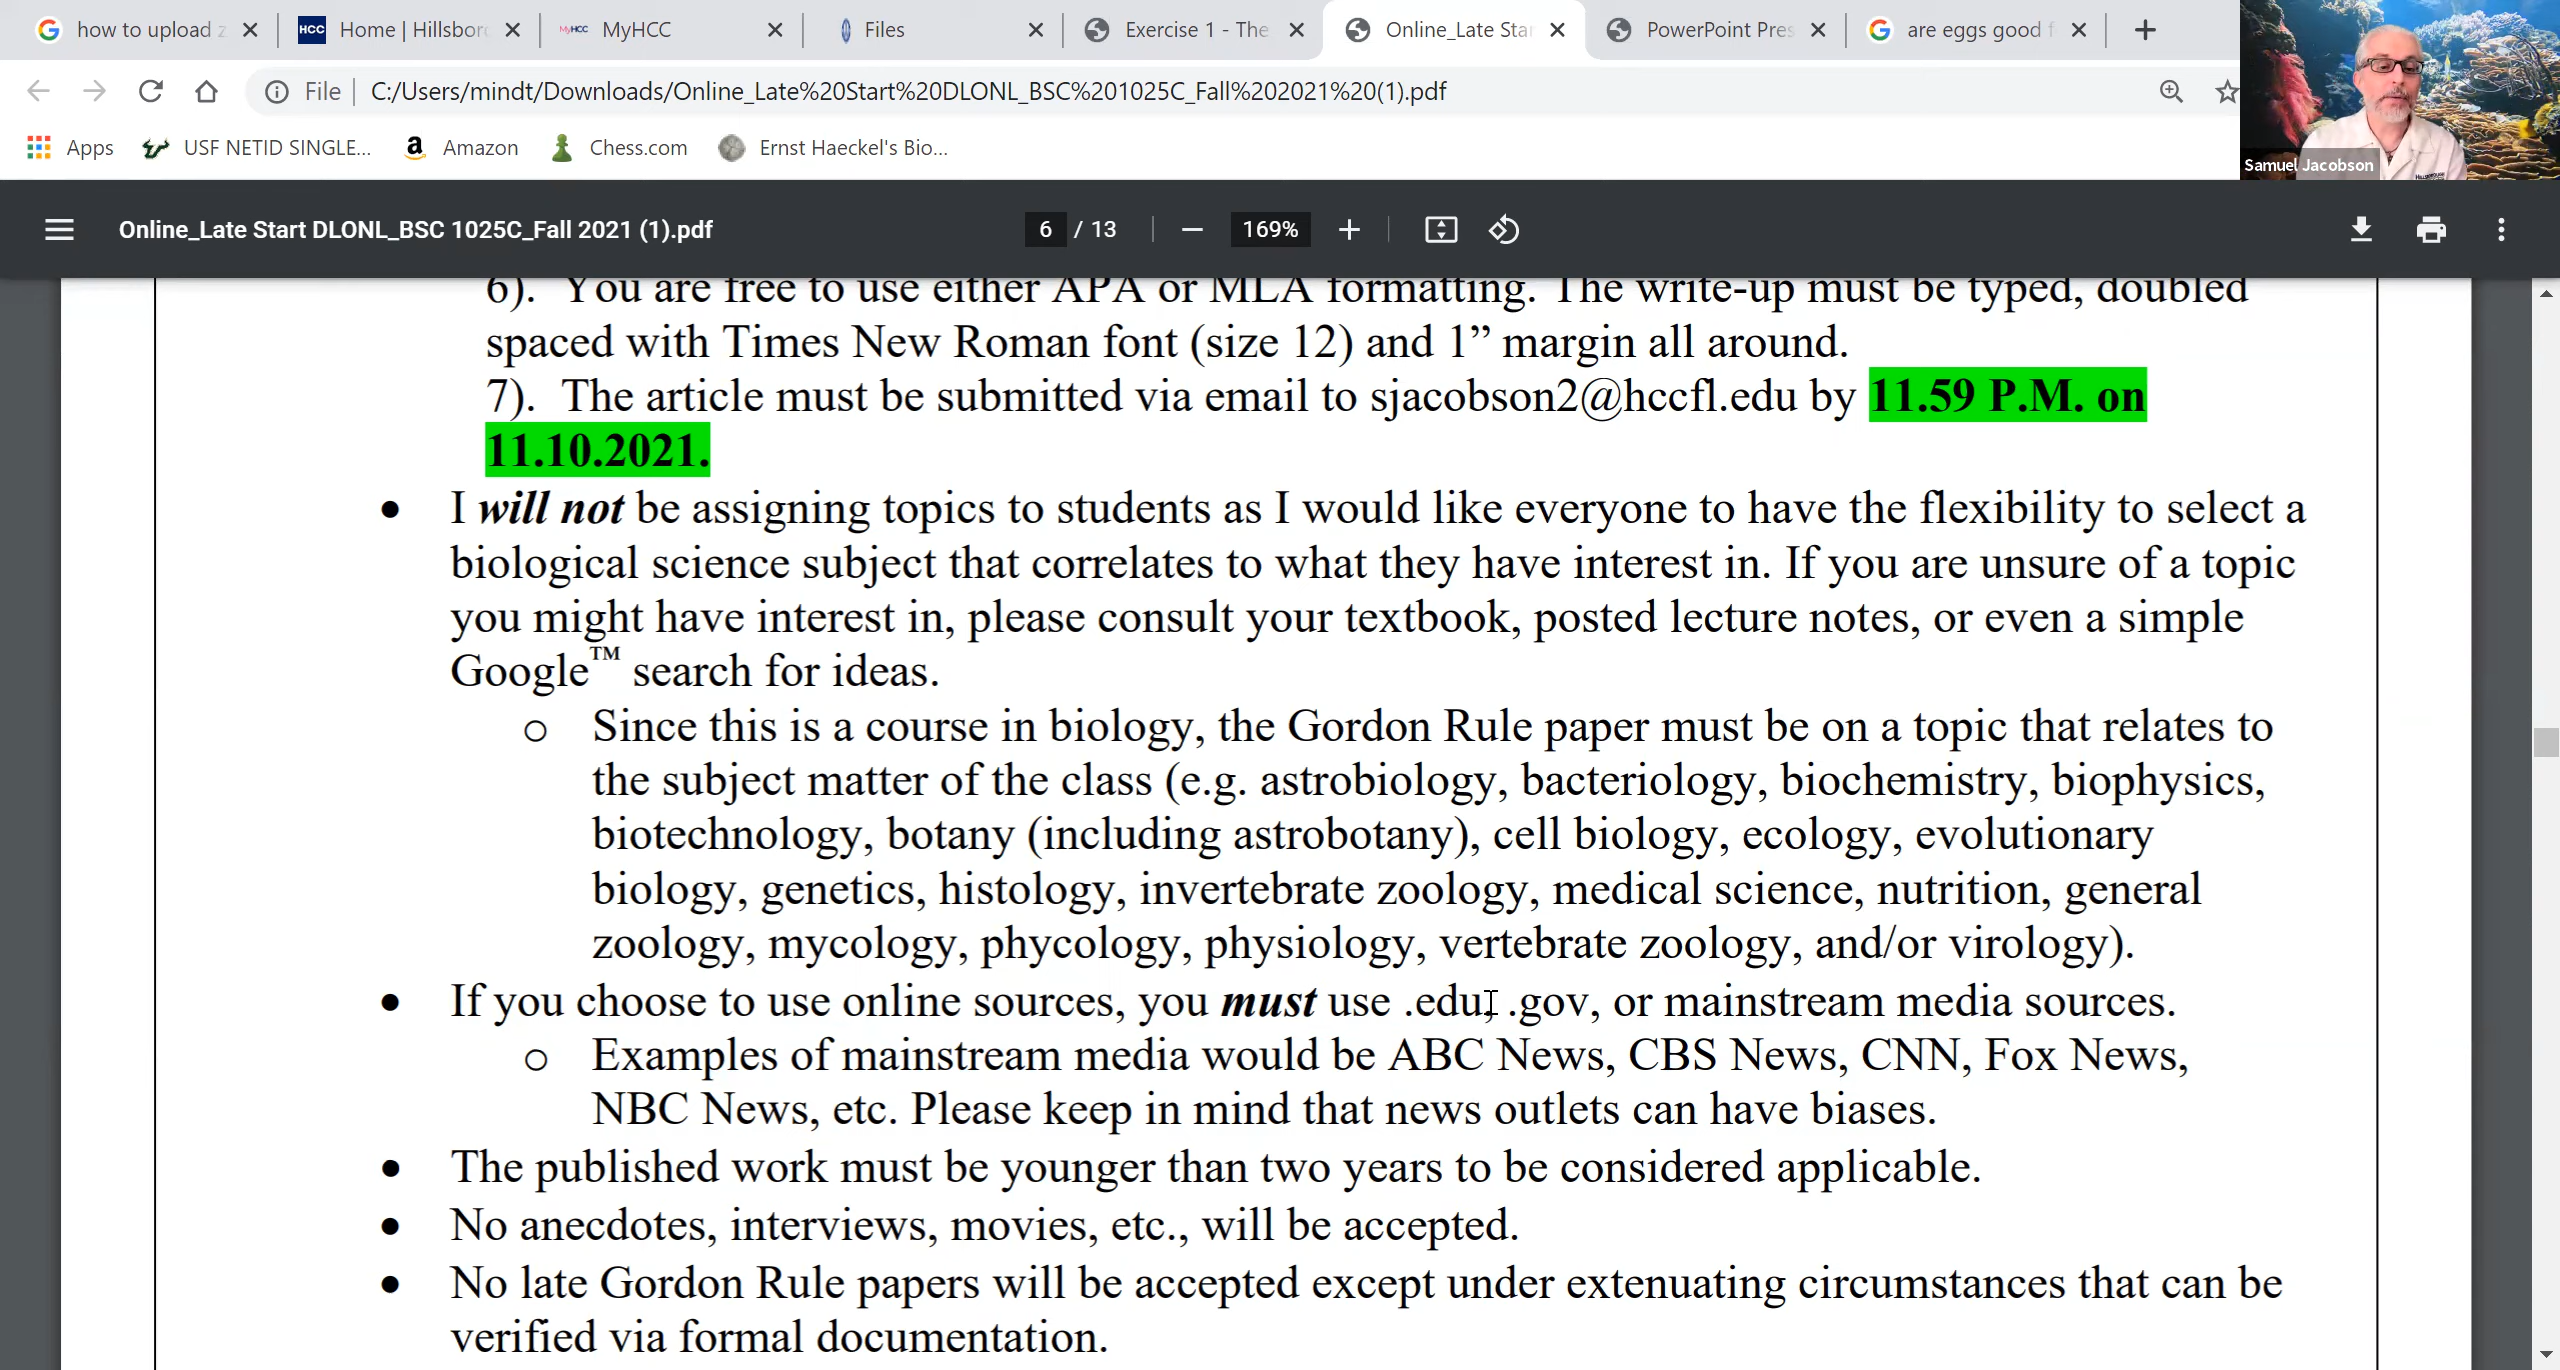 how to upload z
Home | Hillsboro
MyHCC
MyHCC
Files
Exercise 1 - The
Online_Late Star
PowerPoint Pres
are eggs good f
HCC
File
C:/Users/mindt/Downloads/Online_Late%20Start%20DLONL_BSC%201025C_Fall%202021%20(1).pdf
Apps
USF NETID SINGLE...
Amazon
Chess.com
Ernst Haeckel's Bio...
Samuel Jacobson
Online_Late Start DLONL_BSC 1025C_Fall 2021 (1).pdf
6 / 13
169%
6). You are free to use either APA or MLA formatting. The write-up must be typed, doubled
spaced with Times New Roman font (size 12) and 1” margin all around.
7). The article must be submitted via email to sjacobson2@hccfl.edu by 11.59 P.M. on
11.10.2021.
• I will not be assigning topics to students as I would like everyone to have the flexibility to select a
biological science subject that correlates to what they have interest in. If you are unsure of a topic
you might have interest in, please consult your textbook, posted lecture notes, or even a simple
Google™ search for ideas.
o Since this is a course in biology, the Gordon Rule paper must be on a topic that relates to
the subject matter of the class (e.g. astrobiology, bacteriology, biochemistry, biophysics,
biotechnology, botany (including astrobotany), cell biology, ecology, evolutionary
biology, genetics, histology, invertebrate zoology, medical science, nutrition, general
zoology, mycology, phycology, physiology, vertebrate zoology, and/or virology).
• If you choose to use online sources, you must use .edu, .gov, or mainstream media sources.
o Examples of mainstream media would be ABC News, CBS News, CNN, Fox News,
NBC News, etc. Please keep in mind that news outlets can have biases.
• The published work must be younger than two years to be considered applicable.
• No anecdotes, interviews, movies, etc., will be accepted.
• No late Gordon Rule papers will be accepted except under extenuating circumstances that can be
verified via formal documentation.